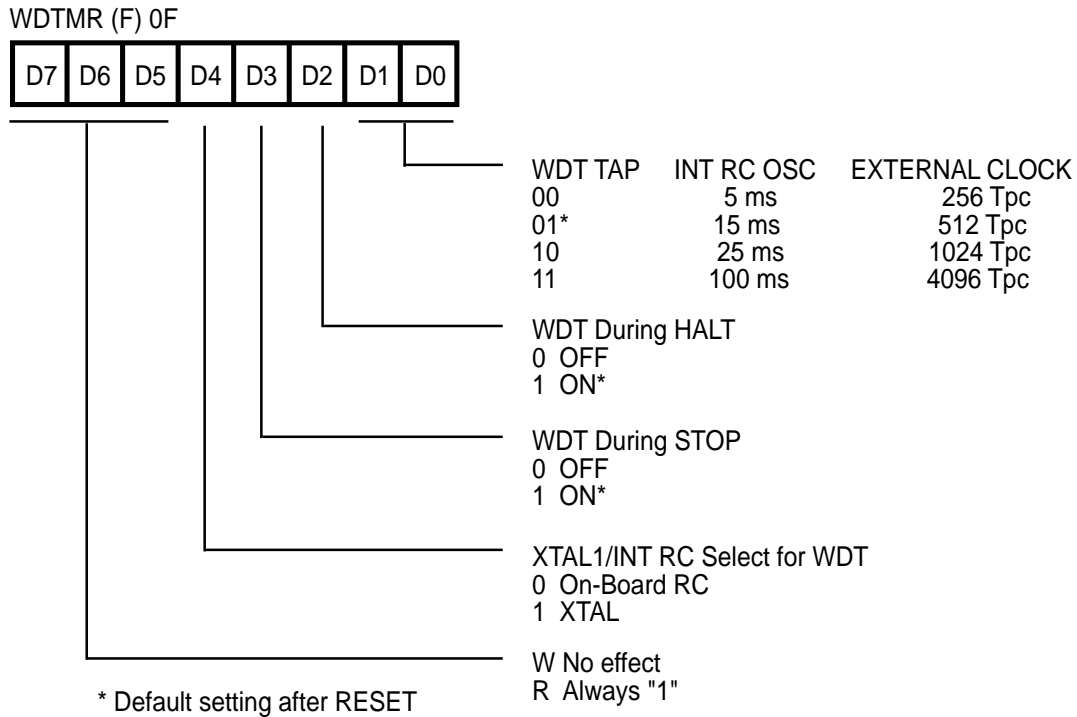 WDTMR (F) 0F
D7 D6 D5 D4 D3 D2 D1 D0
WDT TAP INT RC OSC EXTERNAL CLOCK
00 5 ms 256 Tpc
01* 15 ms 512 Tpc
10 25 ms 1024 Tpc
11 100 ms 4096 Tpc
WDT During HALT
0 OFF
1 ON*
WDT During STOP
0 OFF
1 ON*
XTAL1/INT RC Select for WDT
0 On-Board RC
1 XTAL
W No effect
R Always "1"
* Default setting after RESET